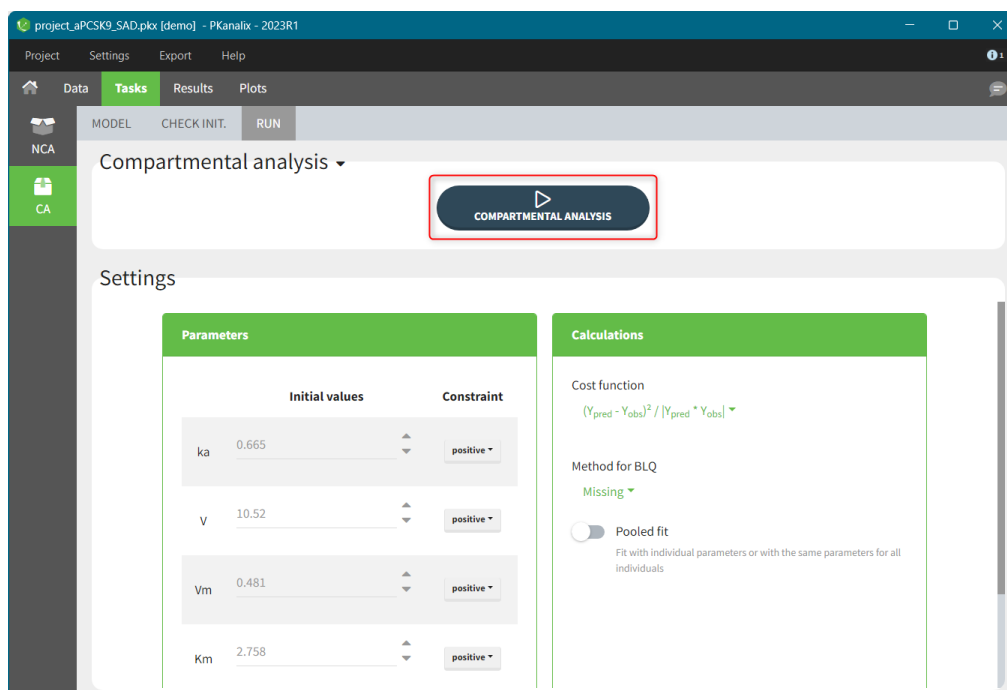 project_aPCSK9_SAD.pkx [demo] - PKanalix - 2023R1
Project Settings Export Help
1
Data Tasks Results Plots
MODEL CHECK INIT. RUN
NCA
CA
Compartmental analysis
COMPARTMENTAL ANALYSIS
Settings
Parameters
Initial values Constraint
ka 0.665 positive
V 10.52 positive
Vm 0.481 positive
Km 2.758 positive
Calculations
Cost function
(Ypred - Yobs)² / |Ypred * Yobs|
Method for BLQ
Missing
Pooled fit
Fit with individual parameters or with the same parameters for all
individuals